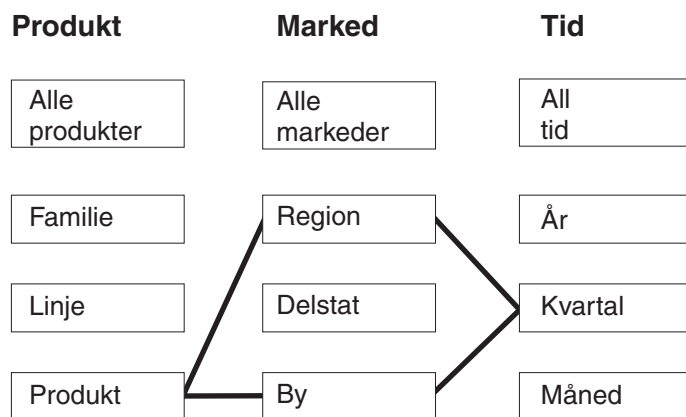 Produkt Marked Tid
Alle
produkter
Alle
markeder
All
tid
Familie Region År
Linje Delstat Kvartal
Produkt By Måned